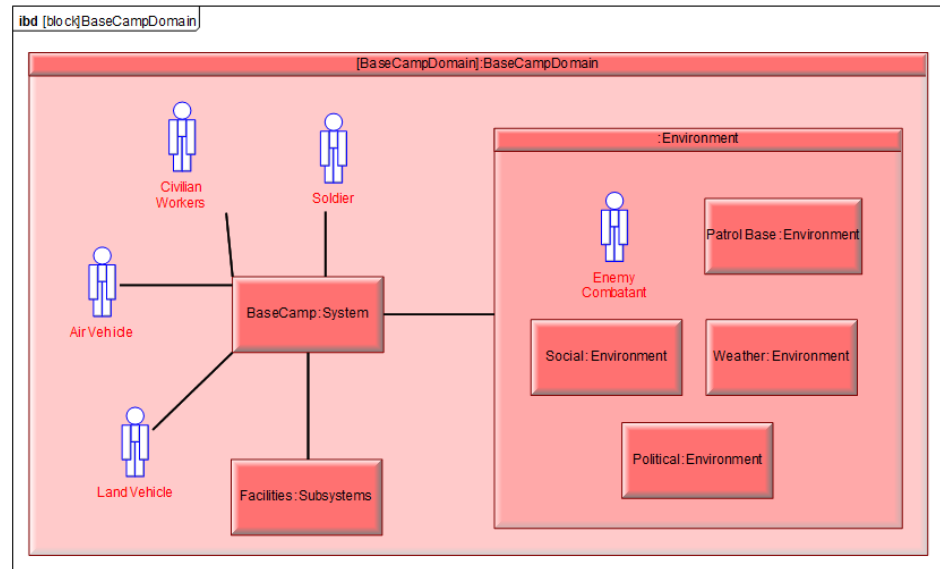 ibd [block]BaseCampDomain
[BaseCampDomain]:BaseCampDomain
:Environment
Civilian
Workers
Soldier
Enemy
Combatant
Patrol Base:Environment
Air Vehicle
BaseCamp:System
Social:Environment
Weather:Environment
Land Vehicle
Facilities:Subsystems
Political:Environment